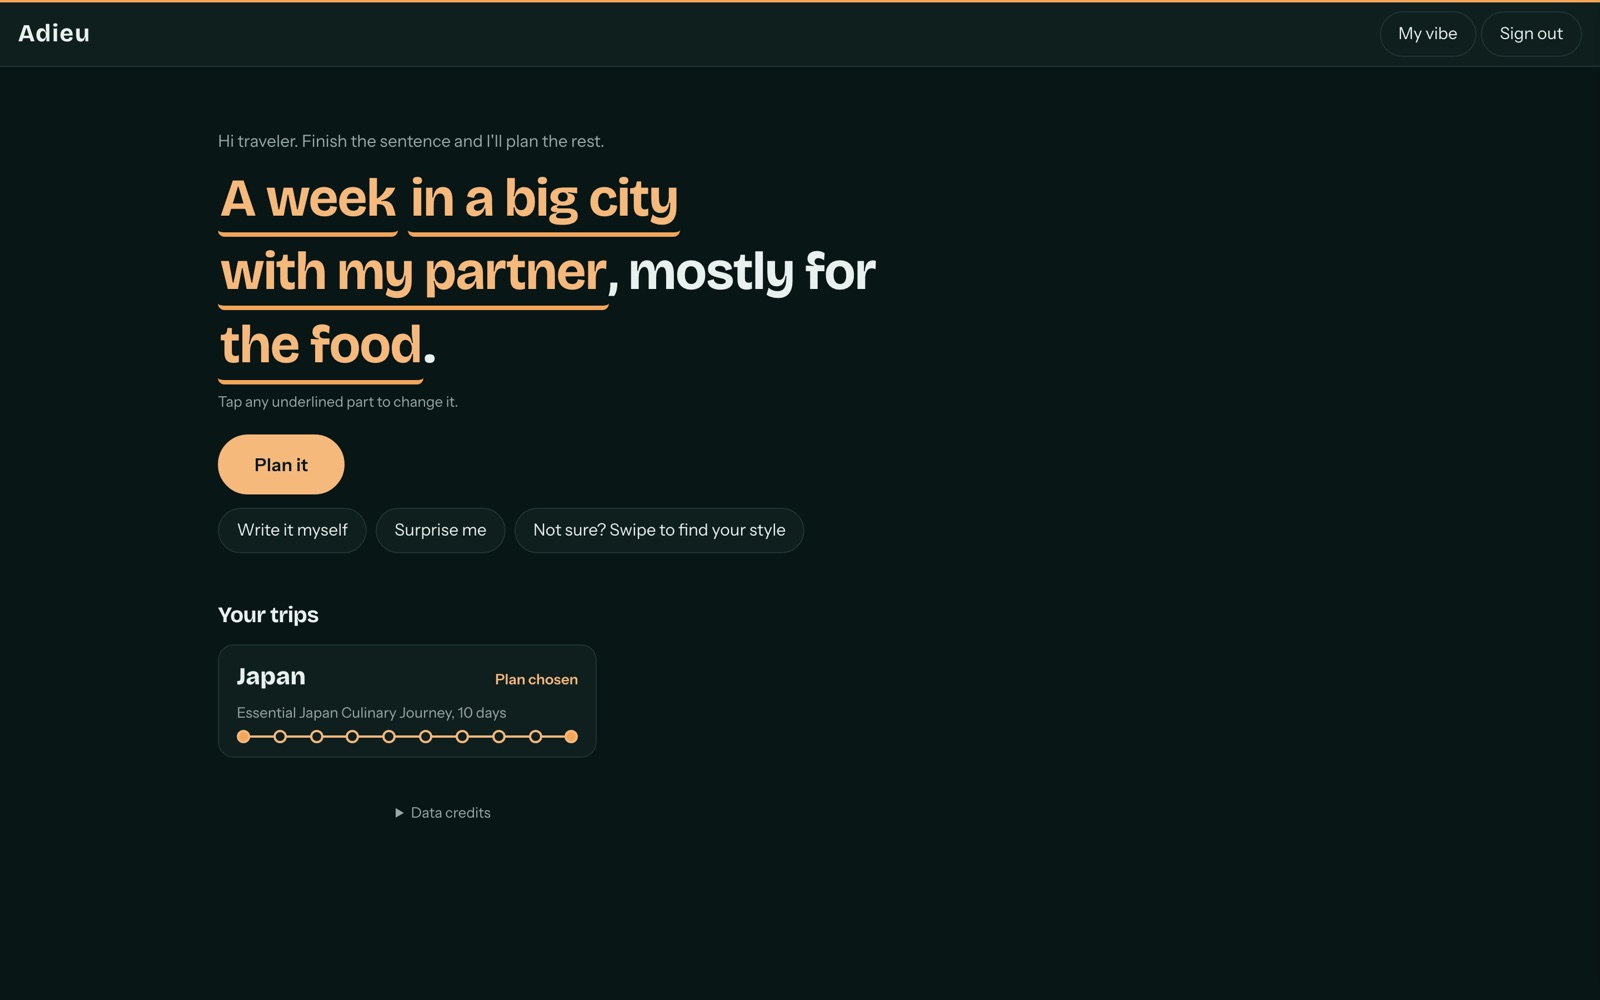 Adieu
My vibe
Sign out
Hi traveler. Finish the sentence and I'll plan the rest.
A week in a big city
with my partner, mostly for
the food.
Tap any underlined part to change it.
Plan it
Write it myself
Surprise me
Not sure? Swipe to find your style
Your trips
Japan
Plan chosen
Essential Japan Culinary Journey, 10 days
Data credits